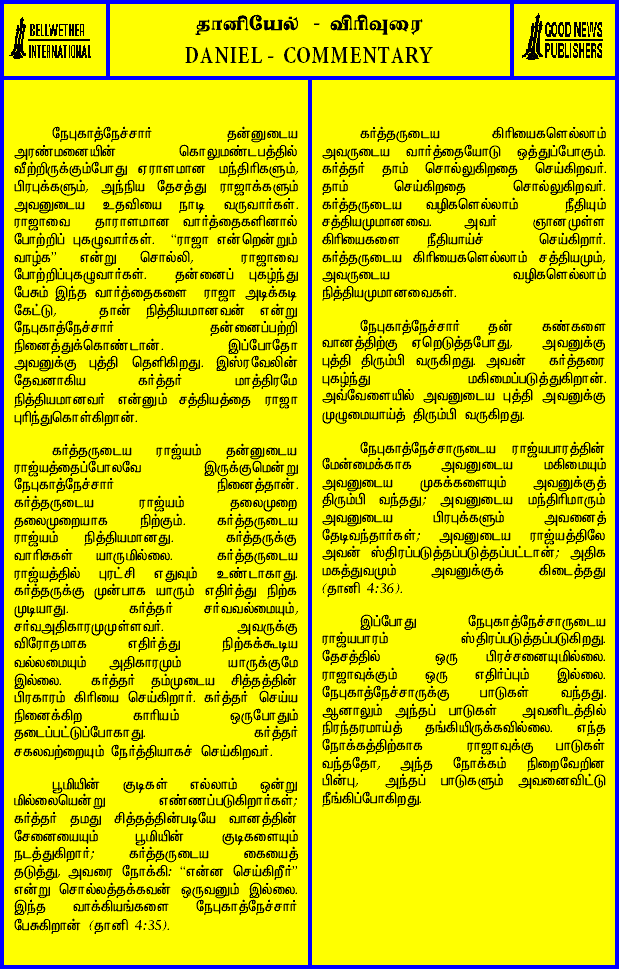 BELLWETHER
INTERNATIONAL
தானியேல் - விரிவுரை
DANIEL - COMMENTARY
GOOD NEWS
PUBLISHERS
நேபுகாத்நேச்சார் தன்னுடைய
அரண்மனையின் கொலுமண்டபத்தில்
வீற்றிருக்கும்போது ஏராளமான மந்திரிகளும்,
பிரபுக்களும், அந்நிய தேசத்து ராஜாக்களும்
அவனுடைய உதவியை நாடி வருவார்கள்.
ராஜாவை தாராளமான வார்த்தைகளினால்
போற்றிப் புகழுவார்கள். “ராஜா என்றென்றும்
வாழ்க” என்று சொல்லி, ராஜாவை
போற்றிப்புகழுவார்கள். தன்னைப் புகழ்ந்து
பேசும் இந்த வார்த்தைகளை ராஜா அடிக்கடி
கேட்டு, தான் நித்தியமானவன் என்று
நேபுகாத்நேச்சார் தன்னைப்பற்றி
நினைத்துக்கொண்டான். இப்போதோ
அவனுக்கு புத்தி தெளிகிறது. இஸ்ரவேலின்
தேவனாகிய கர்த்தர் மாத்திரமே
நித்தியமானவர் என்னும் சத்தியத்தை ராஜா
புரிந்துகொள்கிறான்.
கர்த்தருடைய ராஜ்யம் தன்னுடைய
ராஜ்யத்தைப்போலவே இருக்குமென்று
நேபுகாத்நேச்சார் நினைத்தான்.
கர்த்தருடைய ராஜ்யம் தலைமுறை
தலைமுறையாக நிற்கும். கர்த்தருடைய
ராஜ்யம் நித்தியமானது. கர்த்தருக்கு
வாரிசுகள் யாருமில்லை. கர்த்தருடைய
ராஜ்யத்தில் புரட்சி எதுவும் உண்டாகாது.
கர்த்தருக்கு முன்பாக யாரும் எதிர்த்து நிற்க
முடியாது. கர்த்தர் சர்வவல்மையும்,
சர்வஅதிகாரமுமுள்ளவர். அவருக்கு
விரோதமாக எதிர்த்து நிற்கக்கூடிய
வல்லமையும் அதிகாரமும் யாருக்குமே
இல்லை. கர்த்தர் தம்முடைய சித்தத்தின்
பிரகாரம் கிரியை செய்கிறார். கர்த்தர் செய்ய
நினைக்கிற காரியம் ஒருபோதும்
தடைப்பட்டுப்போகாது. கர்த்தர்
சகலவற்றையும் நேர்த்தியாகச் செய்கிறவர்.
பூமியின் குடிகள் எல்லாம் ஒன்று
மில்லையென்று எண்ணப்படுகிறார்கள்;
கர்த்தர் தமது சித்தத்தின்படியே வானத்தின்
சேனையையும் பூமியின் குடிகளையும்
நடத்துகிறார்; கர்த்தருடைய கையைத்
தடுத்து, அவரை நோக்கி: “என்ன செய்கிறீர்”
என்று சொல்லத்தக்கவன் ஒருவனும் இல்லை.
இந்த வாக்கியங்களை நேபுகாத்நேச்சார்
பேசுகிறான் (தானி 4:35).
கர்த்தருடைய கிரியைகளெல்லாம்
அவருடைய வார்த்தையோடு ஒத்துப்போகும்.
கர்த்தர் தாம் சொல்லுகிறதை செய்கிறவர்.
தாம் செய்கிறதை சொல்லுகிறவர்.
கர்த்தருடைய வழிகளெல்லாம் நீதியும்
சத்தியமுமானவை. அவர் ஞானமுள்ள
கிரியைகளை நீதியாய்ச் செய்கிறார்.
கர்த்தருடைய கிரியைகளெல்லாம் சத்தியமும்,
அவருடைய வழிகளெல்லாம்
நித்தியமுமானவைகள்.
நேபுகாத்நேச்சார் தன் கண்களை
வானத்திற்கு ஏறெடுத்தபோது, அவனுக்கு
புத்தி திரும்பி வருகிறது. அவன் கர்த்தரை
புகழ்ந்து மகிமைப்படுத்துகிறான்.
அவ்வேளையில் அவனுடைய புத்தி அவனுக்கு
முழுமையாய்த் திரும்பி வருகிறது.
நேபுகாத்நேச்சாருடைய ராஜ்யபாரத்தின்
மேன்மைக்காக அவனுடைய மகிமையும்
அவனுடைய முகக்களையும் அவனுக்குத்
திரும்பி வந்தது; அவனுடைய மந்திரிமாரும்
அவனுடைய பிரபுக்களும் அவனைத்
தேடிவந்தார்கள்; அவனுடைய ராஜ்யத்திலே
அவன் ஸ்திரப்படுத்தப்படுத்தப்பட்டான்; அதிக
மகத்துவமும் அவனுக்குக் கிடைத்தது
(தானி 4:36).
இப்போது நேபுகாத்நேச்சாருடைய
ராஜ்யபாரம் ஸ்திரப்படுத்தப்படுகிறது.
தேசத்தில் ஒரு பிரச்சனையுமில்லை.
ராஜாவுக்கும் ஒரு எதிர்ப்பும் இல்லை.
நேபுகாத்நேச்சாருக்கு பாடுகள் வந்தது.
ஆனாலும் அந்தப் பாடுகள் அவனிடத்தில்
நிரந்தரமாய்த் தங்கியிருக்கவில்லை. எந்த
நோக்கத்திற்காக ராஜாவுக்கு பாடுகள்
வந்ததோ, அந்த நோக்கம் நிறைவேறின
பின்பு, அந்தப் பாடுகளும் அவனைவிட்டு
நீங்கிப்போகிறது.